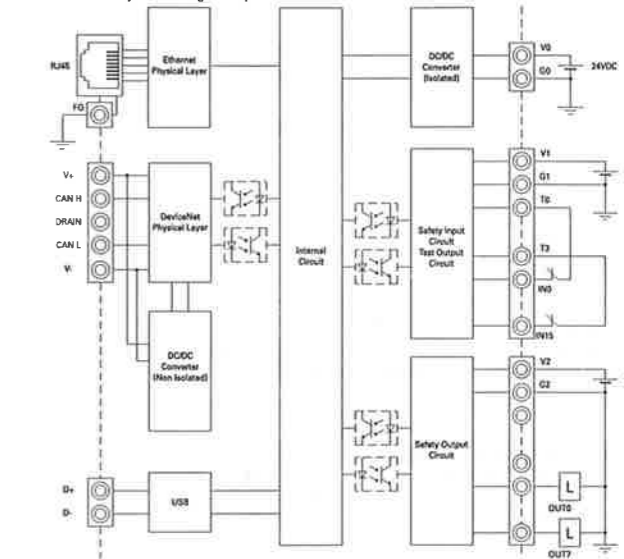 RJ45
Ethernet
Physical Layer
FG
V+
CAN H
DRAIN
CAN L
V-
DeviceNet
Physical Layer
DC/DC
Converter
(Non Isolated)
D+
D-
USB
Internal
Circuit
DC/DC
Converter
(Isolated)
V0
G0
24VDC
Safety Input
Circuit
Test Output
Circuit
V1
G1
T0
T3
IN0
IN15
Safety Output
Circuit
V2
G2
L
OUT0
L
OUT7